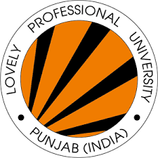 LOVELY PROFESSIONAL UNIVERSITY
PUNJAB (INDIA)